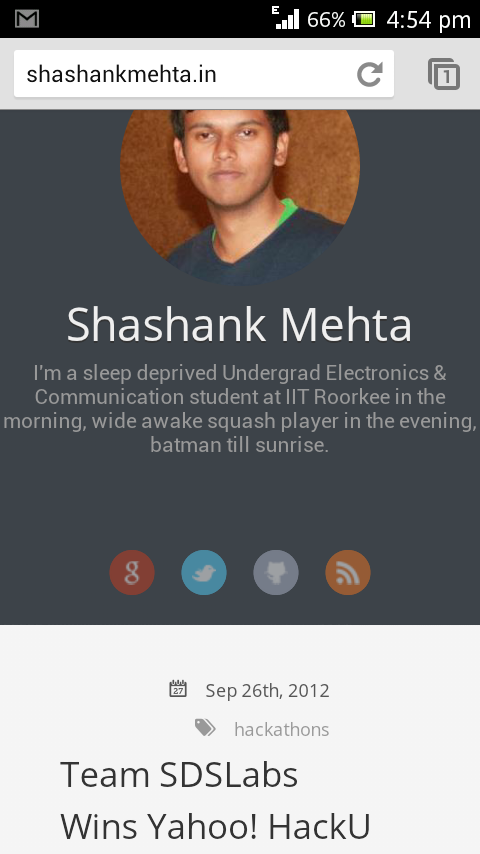 E 66% 4:54 pm
shashankmehta.in 1
Shashank Mehta
I'm a sleep deprived Undergrad Electronics &
Communication student at IIT Roorkee in the
morning, wide awake squash player in the evening,
batman till sunrise.
8
27 Sep 26th, 2012
hackathons
Team SDSLabs
Wins Yahoo! HackU